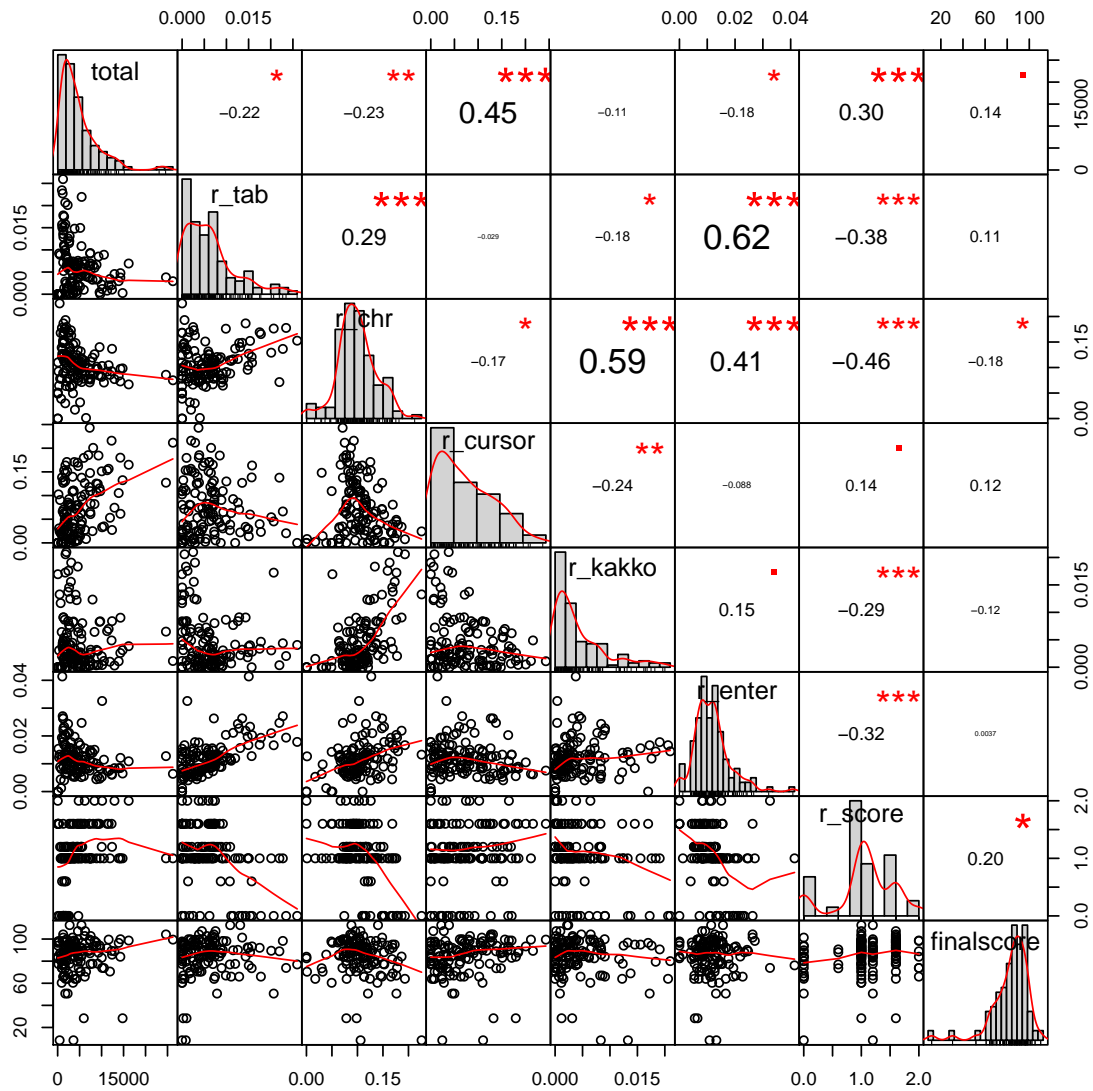 0.000 0.015 0.00 0.15 0.00 0.02 0.04 20 60 100
total * ** *** * *** ▪
−0.22 −0.23 0.45 −0.11 −0.18 0.30 0.14
0 15000
r_tab *** * *** ***
0.29 −0.029 −0.18 0.62 −0.38 0.11
0.000 0.015
r_chr * *** *** *** *
−0.17 0.59 0.41 −0.46 −0.18
0.00 0.15
r_cursor ** ▪
−0.24 −0.088 0.14 0.12
0.00 0.15
r_kakko ▪ ***
0.15 −0.29 −0.12
0.000 0.015
r_enter ***
−0.32 0.0037
0.00 0.02 0.04
r_score *
0.20
0.0 1.0 2.0
finalscore
20 60 100
0 15000 0.00 0.15 0.000 0.015 0.0 1.0 2.0